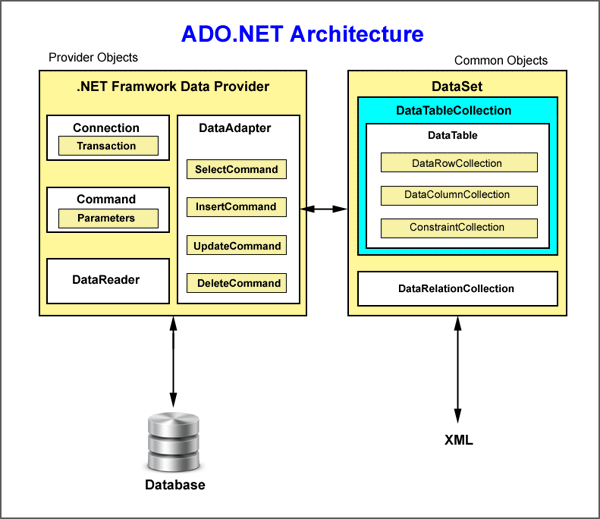 ADO.NET Architecture
Provider Objects
Common Objects
.NET Framwork Data Provider
Connection
Transaction
Command
Parameters
DataReader
DataAdapter
SelectCommand
InsertCommand
UpdateCommand
DeleteCommand
DataSet
DataTableCollection
DataTable
DataRowCollection
DataColumnCollection
ConstraintCollection
DataRelationCollection
Database
XML